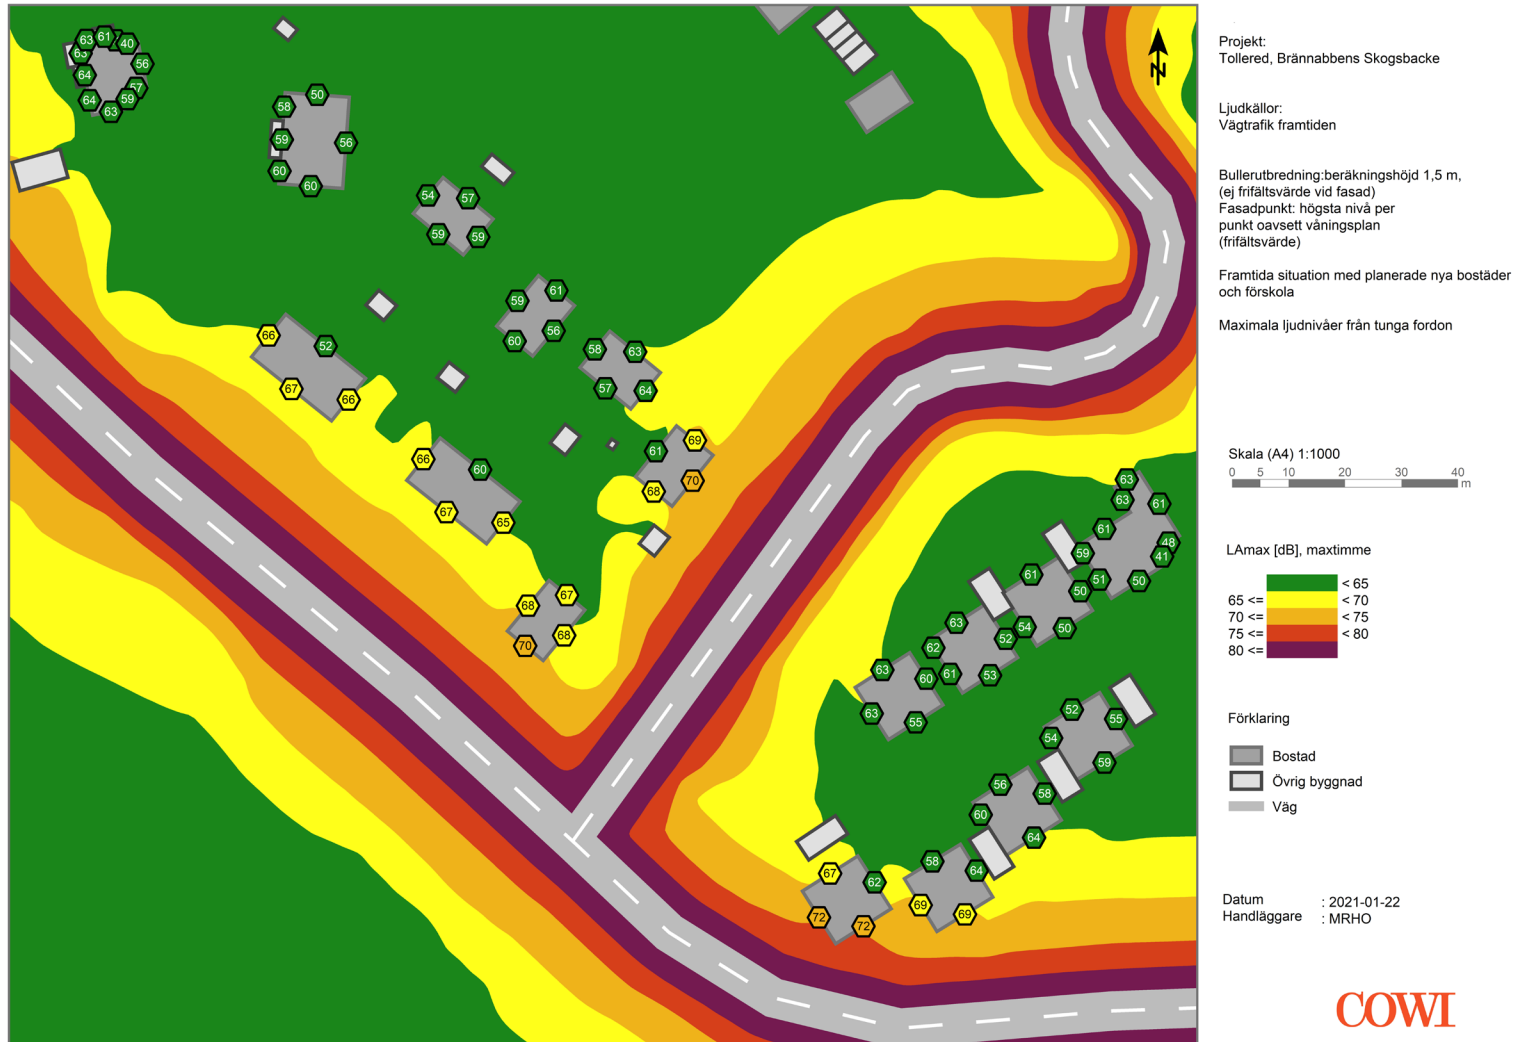 Projekt:
Tollered, Brännabbens Skogsbacke
Ljudkällor:
Vägtrafik framtiden
Bullerutbredning:beräkningshöjd 1,5 m,
(ej frifältsvärde vid fasad)
Fasadpunkt: högsta nivå per
punkt oavsett våningsplan
(frifältsvärde)
Framtida situation med planerade nya bostäder
och förskola
Maximala ljudnivåer från tunga fordon
Skala (A4) 1:1000
0 5 10 20 30 40
m
LAmax [dB], maxtimme
< 65
65 <= < 70
70 <= < 75
75 <= < 80
80 <=
Förklaring
Bostad
Övrig byggnad
Väg
Datum : 2021-01-22
Handläggare : MRHO
COWI
N
63 61 40
63 56
64 57
64 59
63
50
58
59 56
60
60
54 57
59 59
61
59
56
60
58 63
57 64
66 52
67 66
61 69
68 70
66 60
67 65
67
68
68
70
63
63 61
61
59 48
41
61 51 50
50
63 54 50
62 52
63 61 53
60
63 55
52
55
54
59
56 58
60
64
58 64
69 69
67 62
72 72